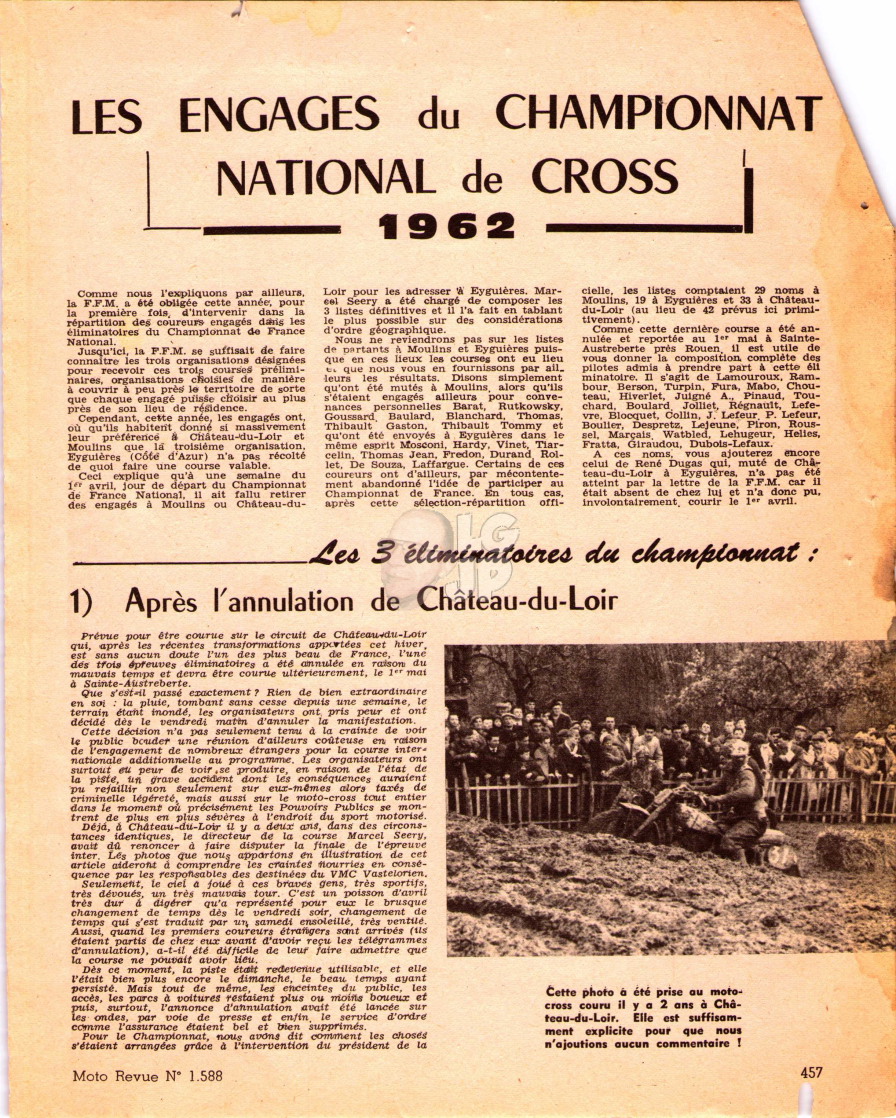 LES ENGAGES du CHAMPIONNAT
NATIONAL de CROSS
1962
Comme nous l'expliquons par ailleurs,
la F.F.M. a été obligée cette année, pour
la première fois, d'intervenir dans la
répartition des coureurs engagés dans les
éliminatoires du Championnat de France
National.
Jusqu'ici, la F.F.M. se suffisait de faire
connaître les trois organisations désignées
pour recevoir ces trois courses prélimi-
naires, organisations choisies de manière
à couvrir à peu près le territoire de sorte
que chaque engagé puisse choisir au plus
près de son lieu de résidence.
Cependant, cette année, les engagés ont,
où qu'ils habitent donné si massivement
leur préférence à Château-du-Loir et
Moulins que la troisième organisation,
Eyguières (Côte d'Azur) n'a pas récolté
de quoi faire une course valable.
Ceci explique qu'à une semaine du
1er avril, jour de départ du Championnat
de France National, il ait fallu retirer
des engagés à Moulins ou Château-du-
Loir pour les adresser à Eyguières. Mar-
cel Seery a été chargé de composer les
3 listes définitives et il l'a fait en tablant
le plus possible sur des considérations
d'ordre géographique.
Nous ne reviendrons pas sur les listes
de partants à Moulins et Eyguières puis-
que en ces lieux les courses ont eu lieu
et que nous vous en fournissons par ail-
leurs les résultats. Disons simplement
qu'ont été mutés à Moulins, alors qu'ils
s'étaient engagés ailleurs pour conve-
nances personnelles Barat, Rutkowsky,
Goussard, Baulard, Blanchard, Thomas,
Thibault Gaston, Thibault Tommy et
qu'ont été envoyés à Eyguières dans le
même esprit Mosconi, Hardy, Vinet, Tiar-
celin, Thomas Jean, Fredon, Durand, Rol-
let, De Souza, Laffargue. Certains de ces
coureurs ont d'ailleurs, par mécontente-
ment abandonné l'idée de participer au
Championnat de France. En tous cas,
après cette sélection-répartition offi-
cielle, les listes comptaient 29 noms à
Moulins, 19 à Eyguières et 33 à Château-
du-Loir (au lieu de 42 prévus ici primi-
tivement).
Comme cette dernière course a été an-
nulée et reportée au 1er mai à Sainte-
Austreberte près Rouen, il est utile de
vous donner la composition complète des
pilotes admis à prendre part à cette éli
minatoire. Il s'agit de Lamouroux, Ram-
bour, Berson, Turpin, Fura, Mabo, Chou-
teau, Hiverlet, Juigné A., Pinaud, Tou-
chard, Boulard, Jolliet, Régnault, Lefe-
vre, Blocquet, Collin, J. Lefeur, P. Lefeur,
Boulier, Despretz, Lejeune, Piron, Rous-
sel, Marçais, Watbled, Lehugeur, Helies,
Fratta, Giraudou, Dubois-Lefaux.
A ces noms, vous ajouterez encore
celui de René Dugas qui, muté de Châ-
teau-du-Loir à Eyguières, n'a pas été
atteint par la lettre de la F.F.M. car il
était absent de chez lui et n'a donc pu,
involontairement, courir le 1er avril.
Les 3 éliminatoires du championnat :
1) Après l'annulation de Château-du-Loir
Prévue pour être courue sur le circuit de Château-du-Loir
qui, après les récentes transformations apportées cet hiver,
est sans aucun doute l'un des plus beau de France, l'une
des trois épreuves éliminatoires a été annulée en raison du
mauvais temps et devra être courue ultérieurement, le 1er mai
à Sainte-Austreberte.
Que s'est-il passé exactement ? Rien de bien extraordinaire
en soi : la pluie, tombant sans cesse depuis une semaine, le
terrain étant inondé, les organisateurs ont pris peur et ont
décidé dès le vendredi matin d'annuler la manifestation.
Cette décision n'a pas seulement tenu à la crainte de voir
le public bouder une réunion d'ailleurs coûteuse en raison
de l'engagement de nombreux étrangers pour la course inter-
nationale additionnelle au programme. Les organisateurs ont
surtout eu peur de voir se produire, en raison de l'état de
la piste, un grave accident dont les conséquences auraient
pu rejaillir non seulement sur eux-mêmes alors taxés de
criminelle légéreté, mais aussi sur le moto-cross tout entier
dans le moment où précisément les Pouvoirs Publics se mon-
trent de plus en plus sévères à l'endroit du sport motorisé.
Déjà, à Château-du-Loir il y a deux ans, dans des circons-
tances identiques, le directeur de la course Marcel Seery,
avait dû renoncer à faire disputer la finale de l'épreuve
inter. Les photos que nous apportons en illustration de cet
article aideront à comprendre les craintes nourries en consé-
quence par les responsables des destinées du VMC Vastelorien.
Seulement, le ciel a joué à ces braves gens, très sportifs,
très dévoués, un très mauvais tour. C'est un poisson d'avril
très dur à digérer qu'a représenté pour eux le brusque
changement de temps dès le vendredi soir, changement de
temps qui s'est traduit par un samedi ensoleillé, très ventilé.
Aussi, quand les premiers coureurs étrangers sont arrivés (ils
étaient partis de chez eux avant d'avoir reçu les télégrammes
d'annulation), a-t-il été difficile de leur faire admettre que
la course ne pouvait avoir lieu.
Dès ce moment, la piste était redevenue utilisable, et elle
l'était bien plus encore le dimanche, le beau temps ayant
persisté. Mais tout de même, les enceintes du public, les
accès, les parcs à voitures restaient plus ou moins boueux et
puis, surtout, l'annonce d'annulation avait été lancée sur
les ondes, par voie de presse et enfin, le service d'ordre
comme l'assurance étaient bel et bien supprimés.
Pour le Championnat, nous avons dit comment les choses
s'étaient arrangées grâce à l'intervention du président de la
Cette photo a été prise au moto-
cross couru il y a 2 ans à Châ-
teau-du-Loir. Elle est suffisam-
ment explicite pour que nous
n'ajoutions aucun commentaire !
Moto Revue N° 1.588
457